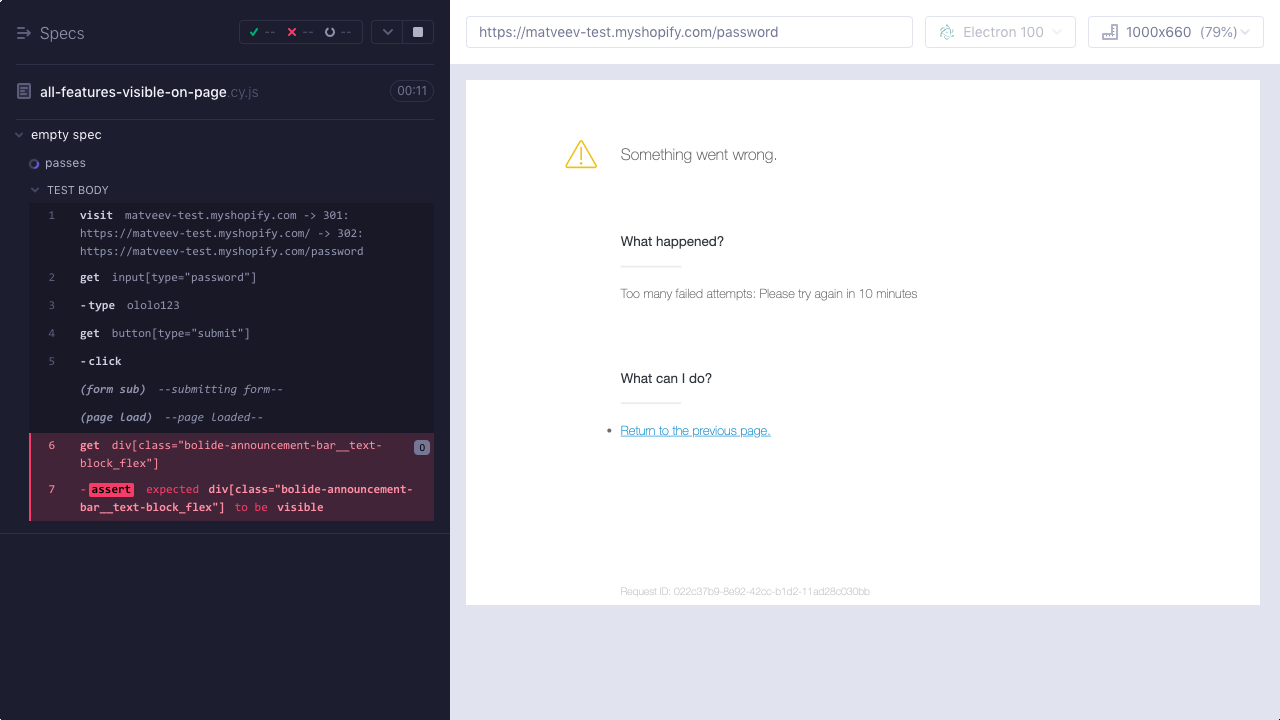 Specs
-- -- --
all-features-visible-on-page.cy.js
00:11
empty spec
passes
TEST BODY
1 visit matveev-test.myshopify.com -> 301:
https://matveev-test.myshopify.com/ -> 302:
https://matveev-test.myshopify.com/password
2 get input[type="password"]
3 -type ololo123
4 get button[type="submit"]
5 -click
(form sub) --submitting form--
(page load) --page loaded--
6 get div[class="bolide-announcement-bar__text-
block_flex"]
0
7 -assert expected div[class="bolide-announcement-
bar__text-block_flex"] to be visible
https://matveev-test.myshopify.com/password
Electron 100
1000x660 (79%)
Something went wrong.
What happened?
Too many failed attempts: Please try again in 10 minutes
What can I do?
Return to the previous page.
Request ID: 022c37b9-8e92-42cc-b1d2-11ad28c030bb